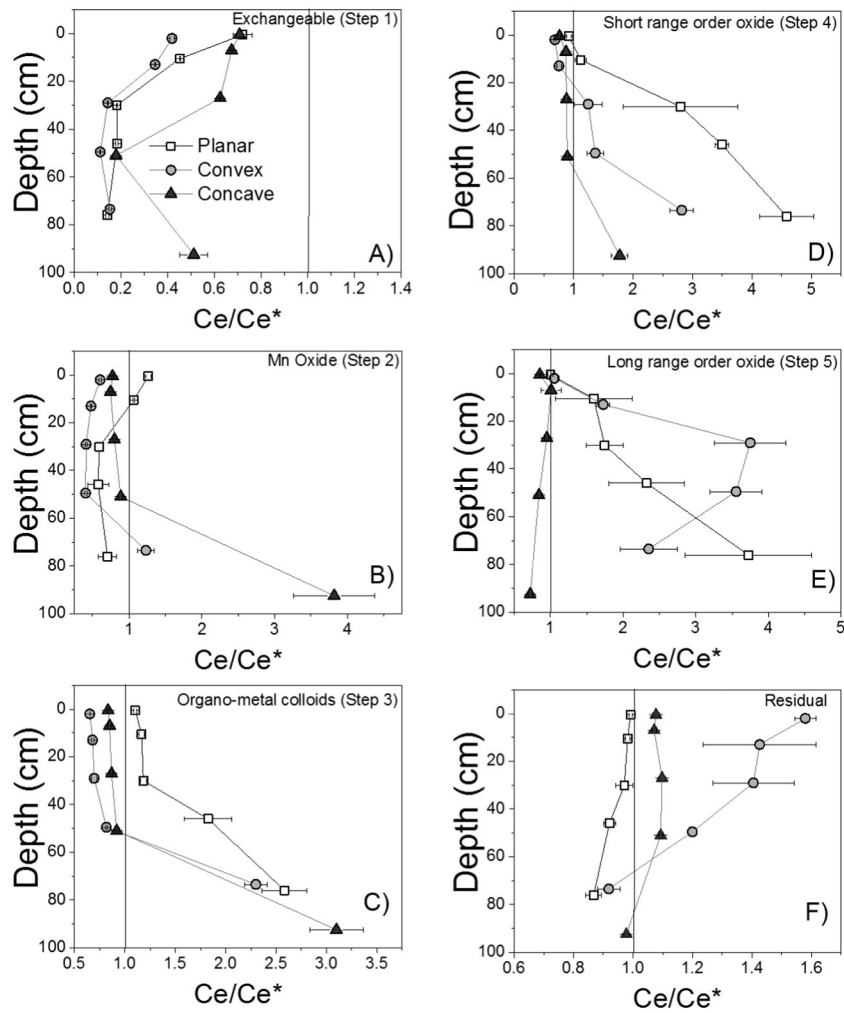 Exchangeable (Step 1)
0
20
40
60
80
100
Depth (cm)
Planar
Convex
Concave
A)
0.0 0.2 0.4 0.6 0.8 1.0 1.2 1.4
Ce/Ce*
Short range order oxide (Step 4)
0
20
40
60
80
100
Depth (cm)
D)
0 1 2 3 4 5
Ce/Ce*
Mn Oxide (Step 2)
0
20
40
60
80
100
Depth (cm)
B)
1 2 3 4
Ce/Ce*
Long range order oxide (Step 5)
0
20
40
60
80
100
Depth (cm)
E)
1 2 3 4 5
Ce/Ce*
Organo-metal colloids (Step 3)
0
20
40
60
80
100
Depth (cm)
C)
0.5 1.0 1.5 2.0 2.5 3.0 3.5
Ce/Ce*
Residual
0
20
40
60
80
100
Depth (cm)
F)
0.6 0.8 1.0 1.2 1.4 1.6
Ce/Ce*